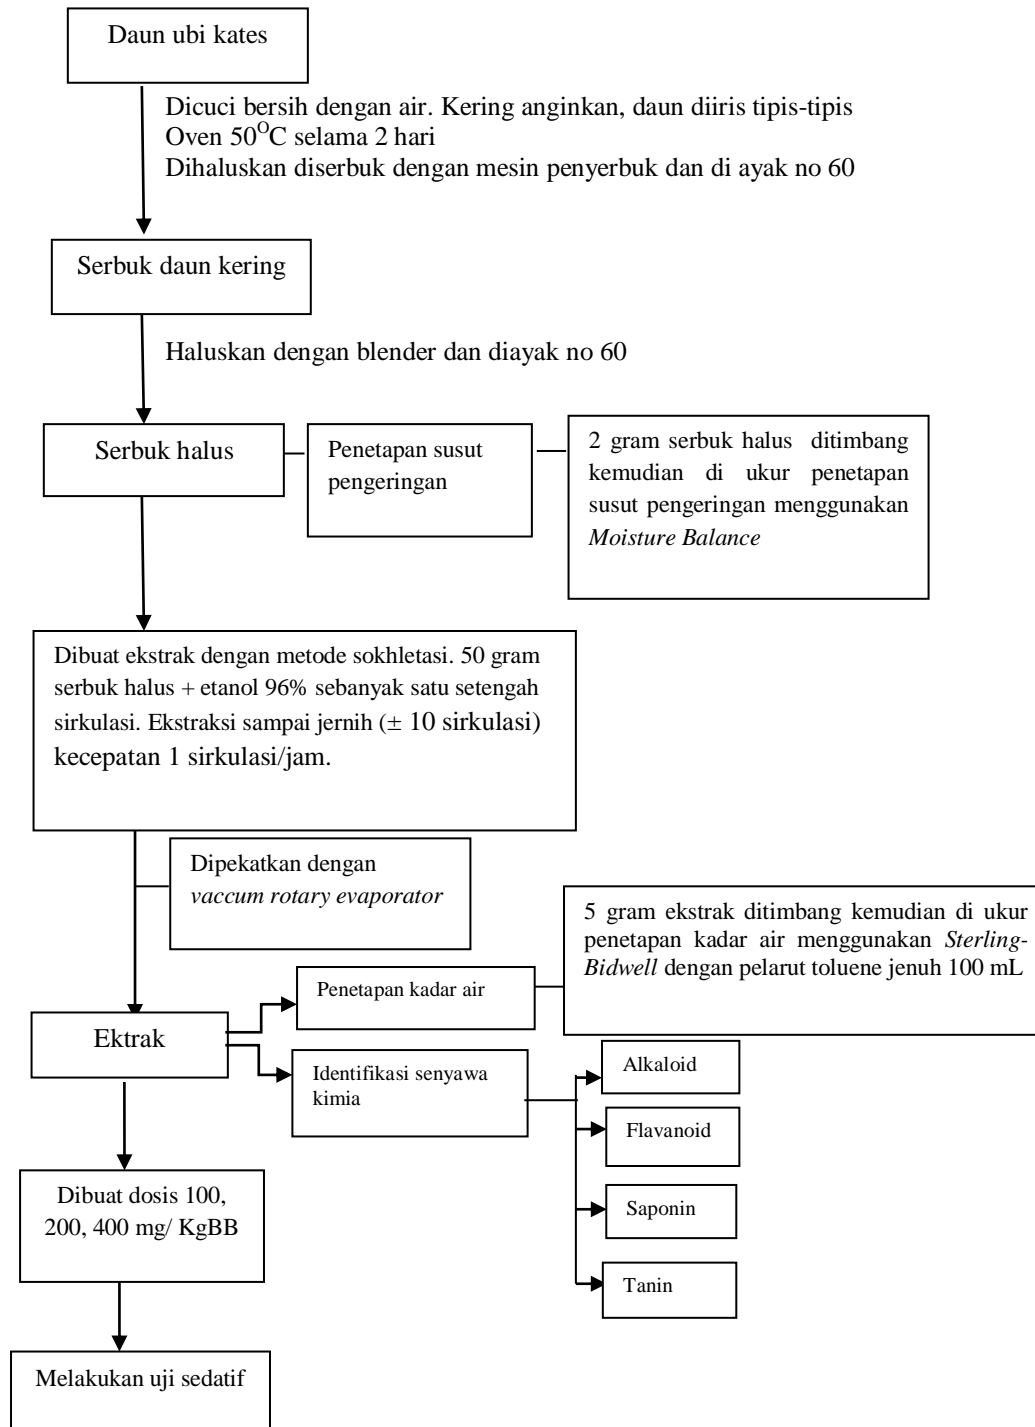 Daun ubi kates
Dicuci bersih dengan air. Kering anginkan, daun diiris tipis-tipis
Oven 50ᴼC selama 2 hari
Dihaluskan diserbuk dengan mesin penyerbuk dan di ayak no 60
Serbuk daun kering
Haluskan dengan blender dan diayak no 60
Serbuk halus
Penetapan susut
pengeringan
2 gram serbuk halus ditimbang
kemudian di ukur penetapan
susut pengeringan menggunakan
Moisture Balance
Dibuat ekstrak dengan metode sokhletasi. 50 gram
serbuk halus + etanol 96% sebanyak satu setengah
sirkulasi. Ekstraksi sampai jernih (± 10 sirkulasi)
kecepatan 1 sirkulasi/jam.
Dipekatkan dengan
vaccum rotary evaporator
5 gram ekstrak ditimbang kemudian di ukur
penetapan kadar air menggunakan Sterling-
Bidwell dengan pelarut toluene jenuh 100 mL
Penetapan kadar air
Ektrak
Identifikasi senyawa
kimia
Alkaloid
Flavanoid
Saponin
Tanin
Dibuat dosis 100,
200, 400 mg/ KgBB
Melakukan uji sedatif